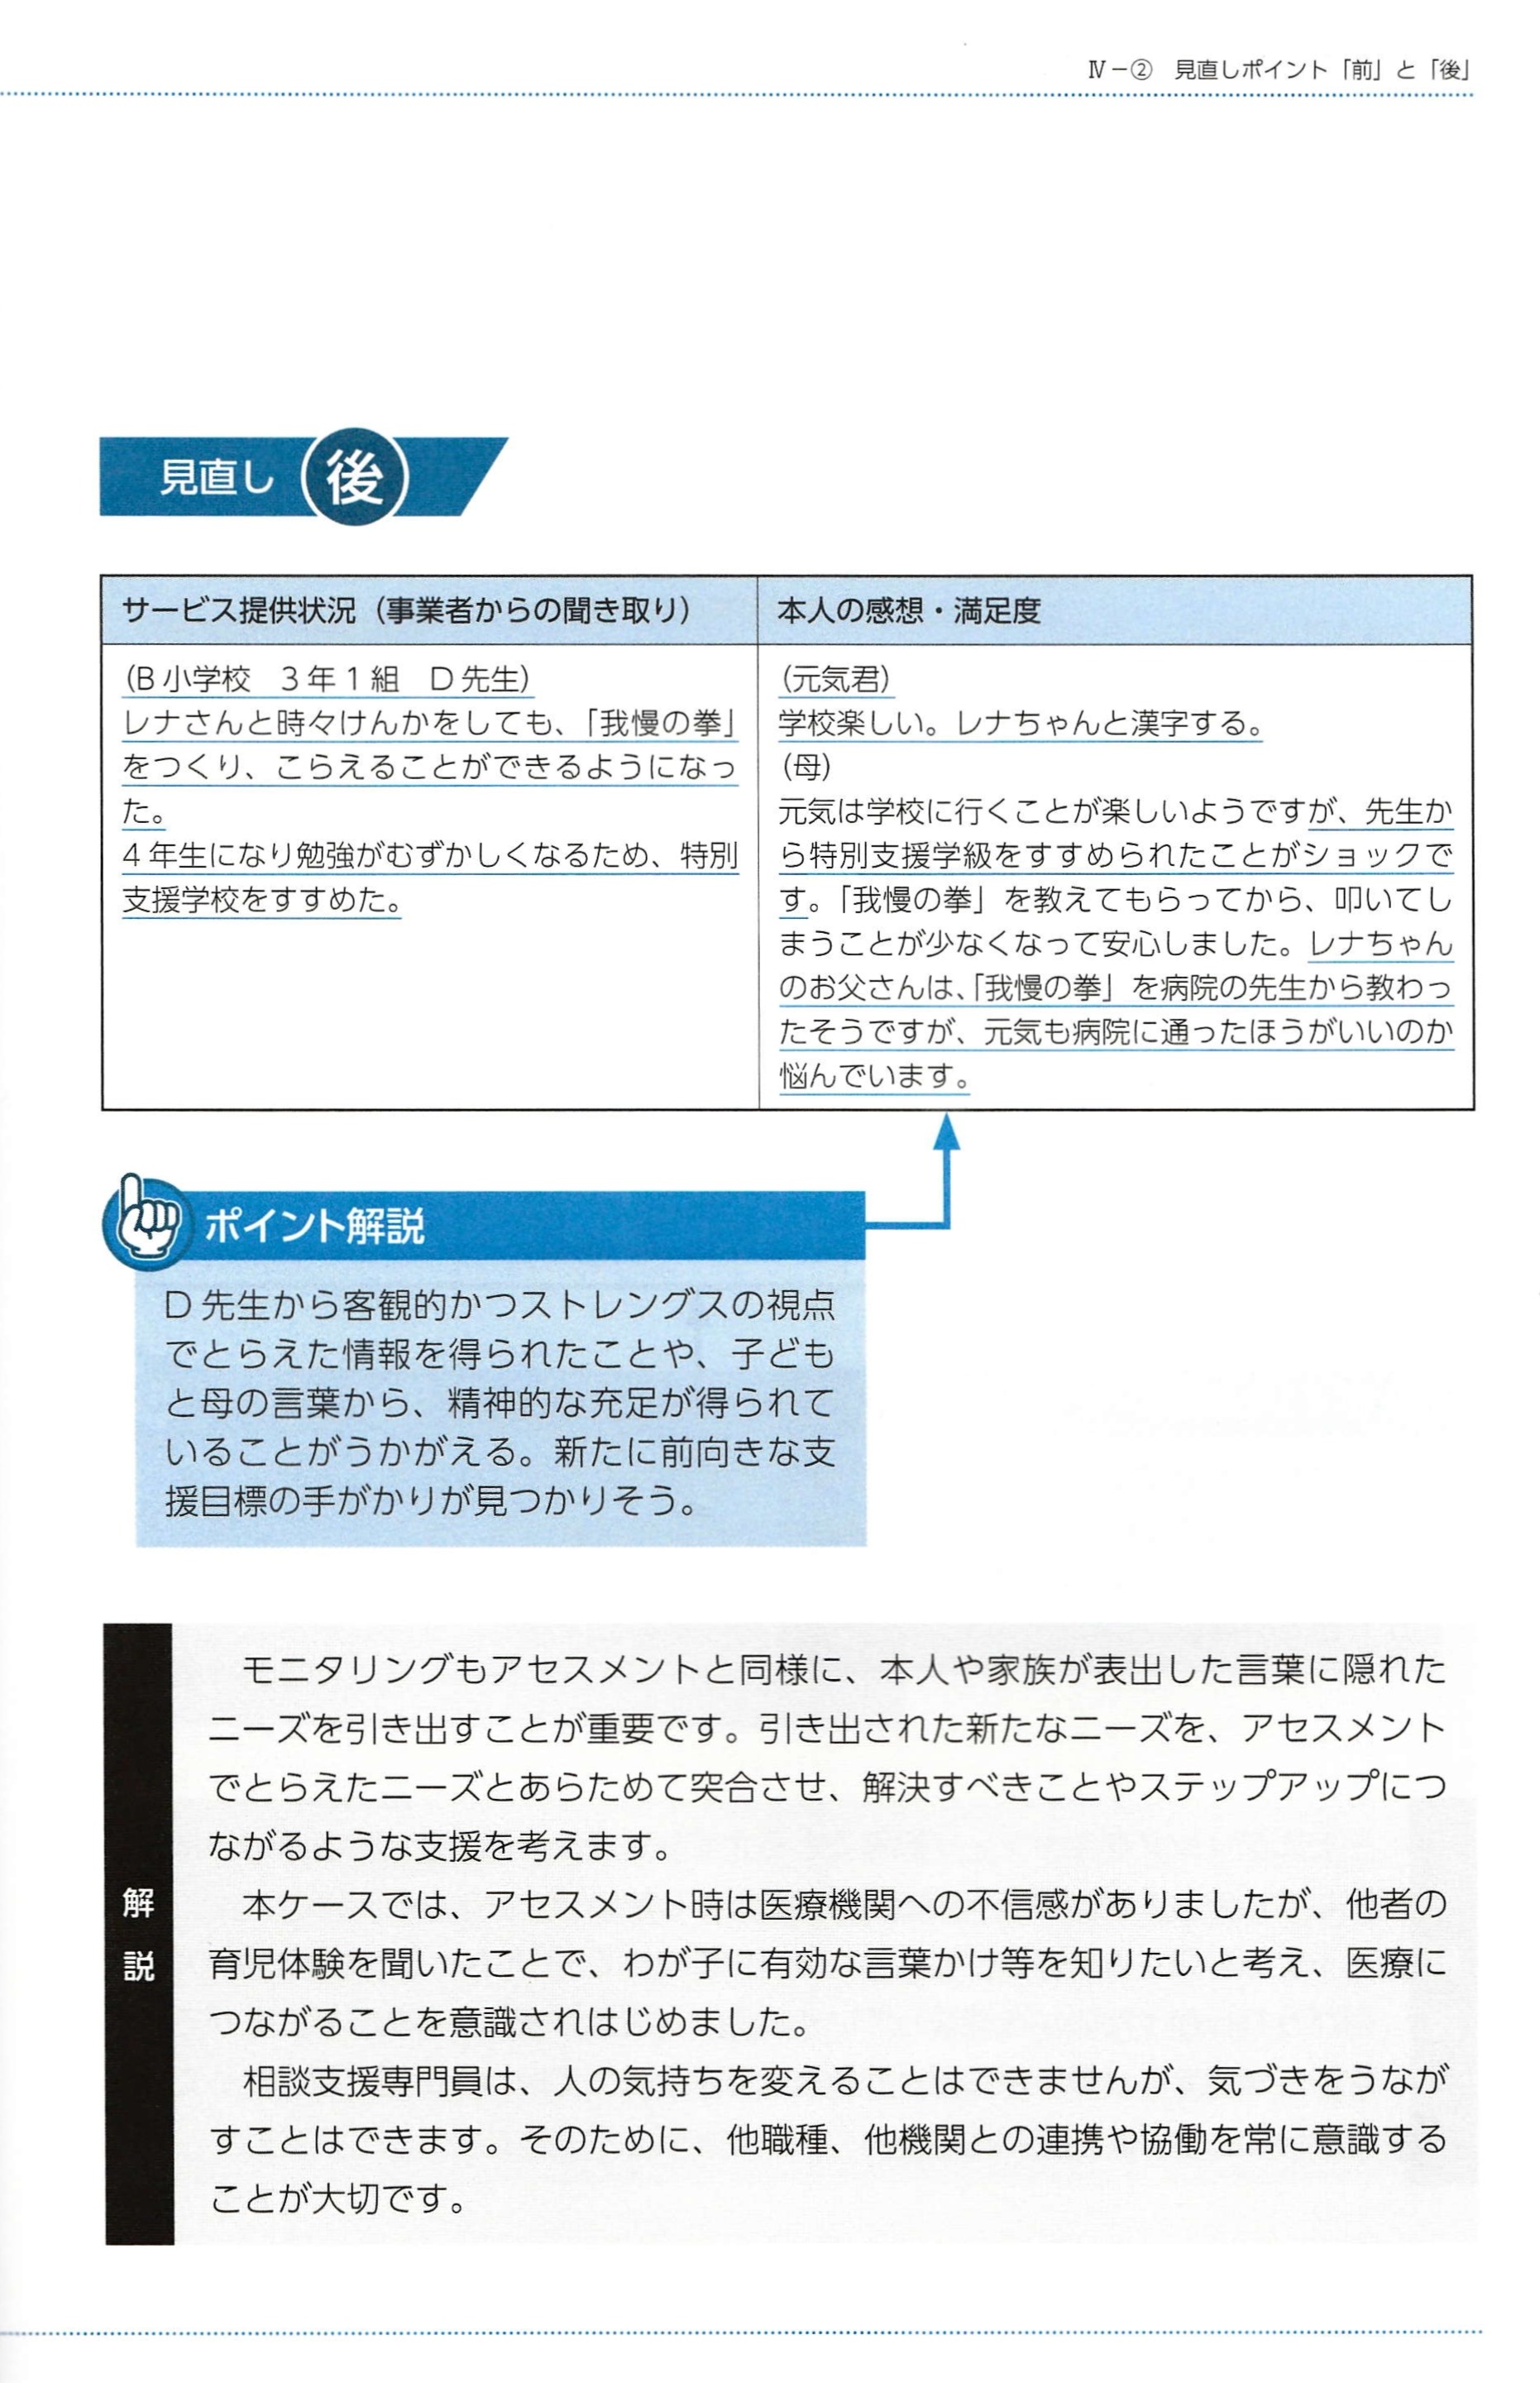 Ⅳ－② 見直しポイント「前」と「後」
見直し 後
サービス提供状況（事業者からの聞き取り）
（B小学校　3年1組　D先生）
レナさんと時々けんかをしても、「我慢の拳」
をつくり、こらえることができるようになっ
た。
4年生になり勉強がむずかしくなるため、特別
支援学校をすすめた。
本人の感想・満足度
（元気君）
学校楽しい。レナちゃんと漢字する。
（母）
元気は学校に行くことが楽しいようですが、先生か
ら特別支援学級をすすめられたことがショックで
す。「我慢の拳」を教えてもらってから、叩いてし
まうことが少なくなって安心しました。レナちゃん
のお父さんは、「我慢の拳」を病院の先生から教わっ
たそうですが、元気も病院に通ったほうがいいのか
悩んでいます。
ポイント解説
D先生から客観的かつストレングスの視点
でとらえた情報を得られたことや、子ども
と母の言葉から、精神的な充足が得られて
いることがうかがえる。新たに前向きな支
援目標の手がかりが見つかりそう。
解説
モニタリングもアセスメントと同様に、本人や家族が表出した言葉に隠れた
ニーズを引き出すことが重要です。引き出された新たなニーズを、アセスメント
でとらえたニーズとあらためて突合させ、解決すべきことやステップアップにつ
ながるような支援を考えます。
本ケースでは、アセスメント時は医療機関への不信感がありましたが、他者の
育児体験を聞いたことで、わが子に有効な言葉かけ等を知りたいと考え、医療に
つながることを意識されはじめました。
相談支援専門員は、人の気持ちを変えることはできませんが、気づきをうなが
すことはできます。そのために、他職種、他機関との連携や協働を常に意識する
ことが大切です。